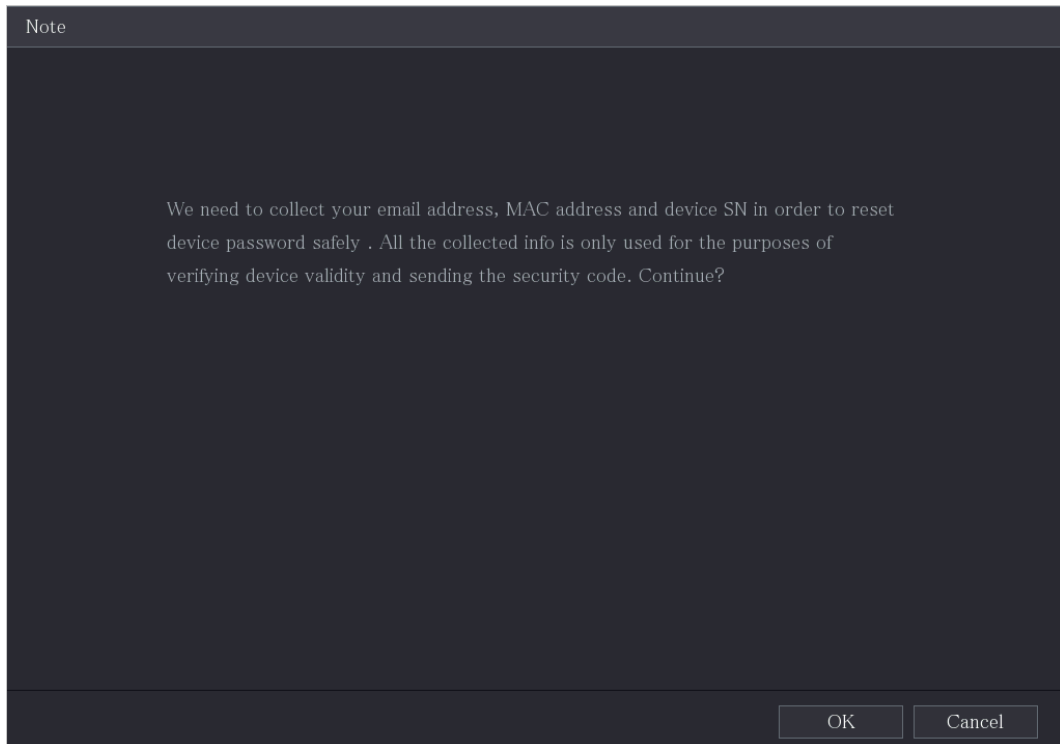 Note
We need to collect your email address, MAC address and device SN in order to reset
device password safely . All the collected info is only used for the purposes of
verifying device validity and sending the security code. Continue?
OK
Cancel